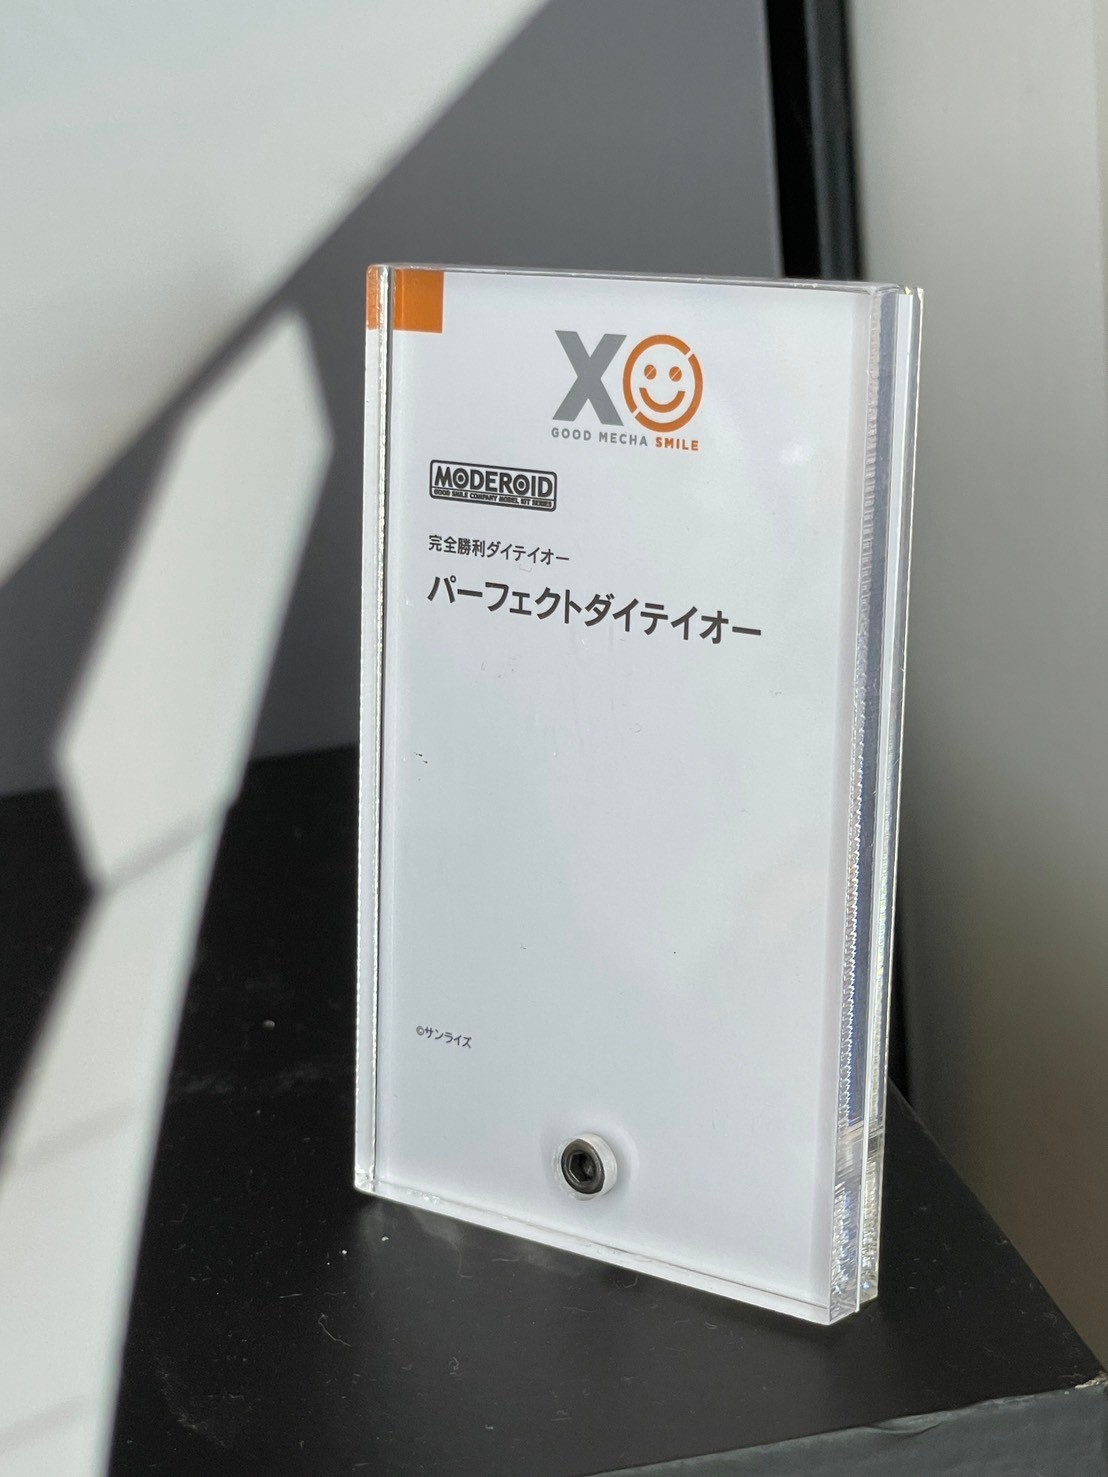 XO
GOOD MECHA SMILE
MODEROID
GOOD SMILE COMPANY MODEL KIT SERIES
完全勝利ダイテイオー
パーフェクトダイテイオー
©サンライズ